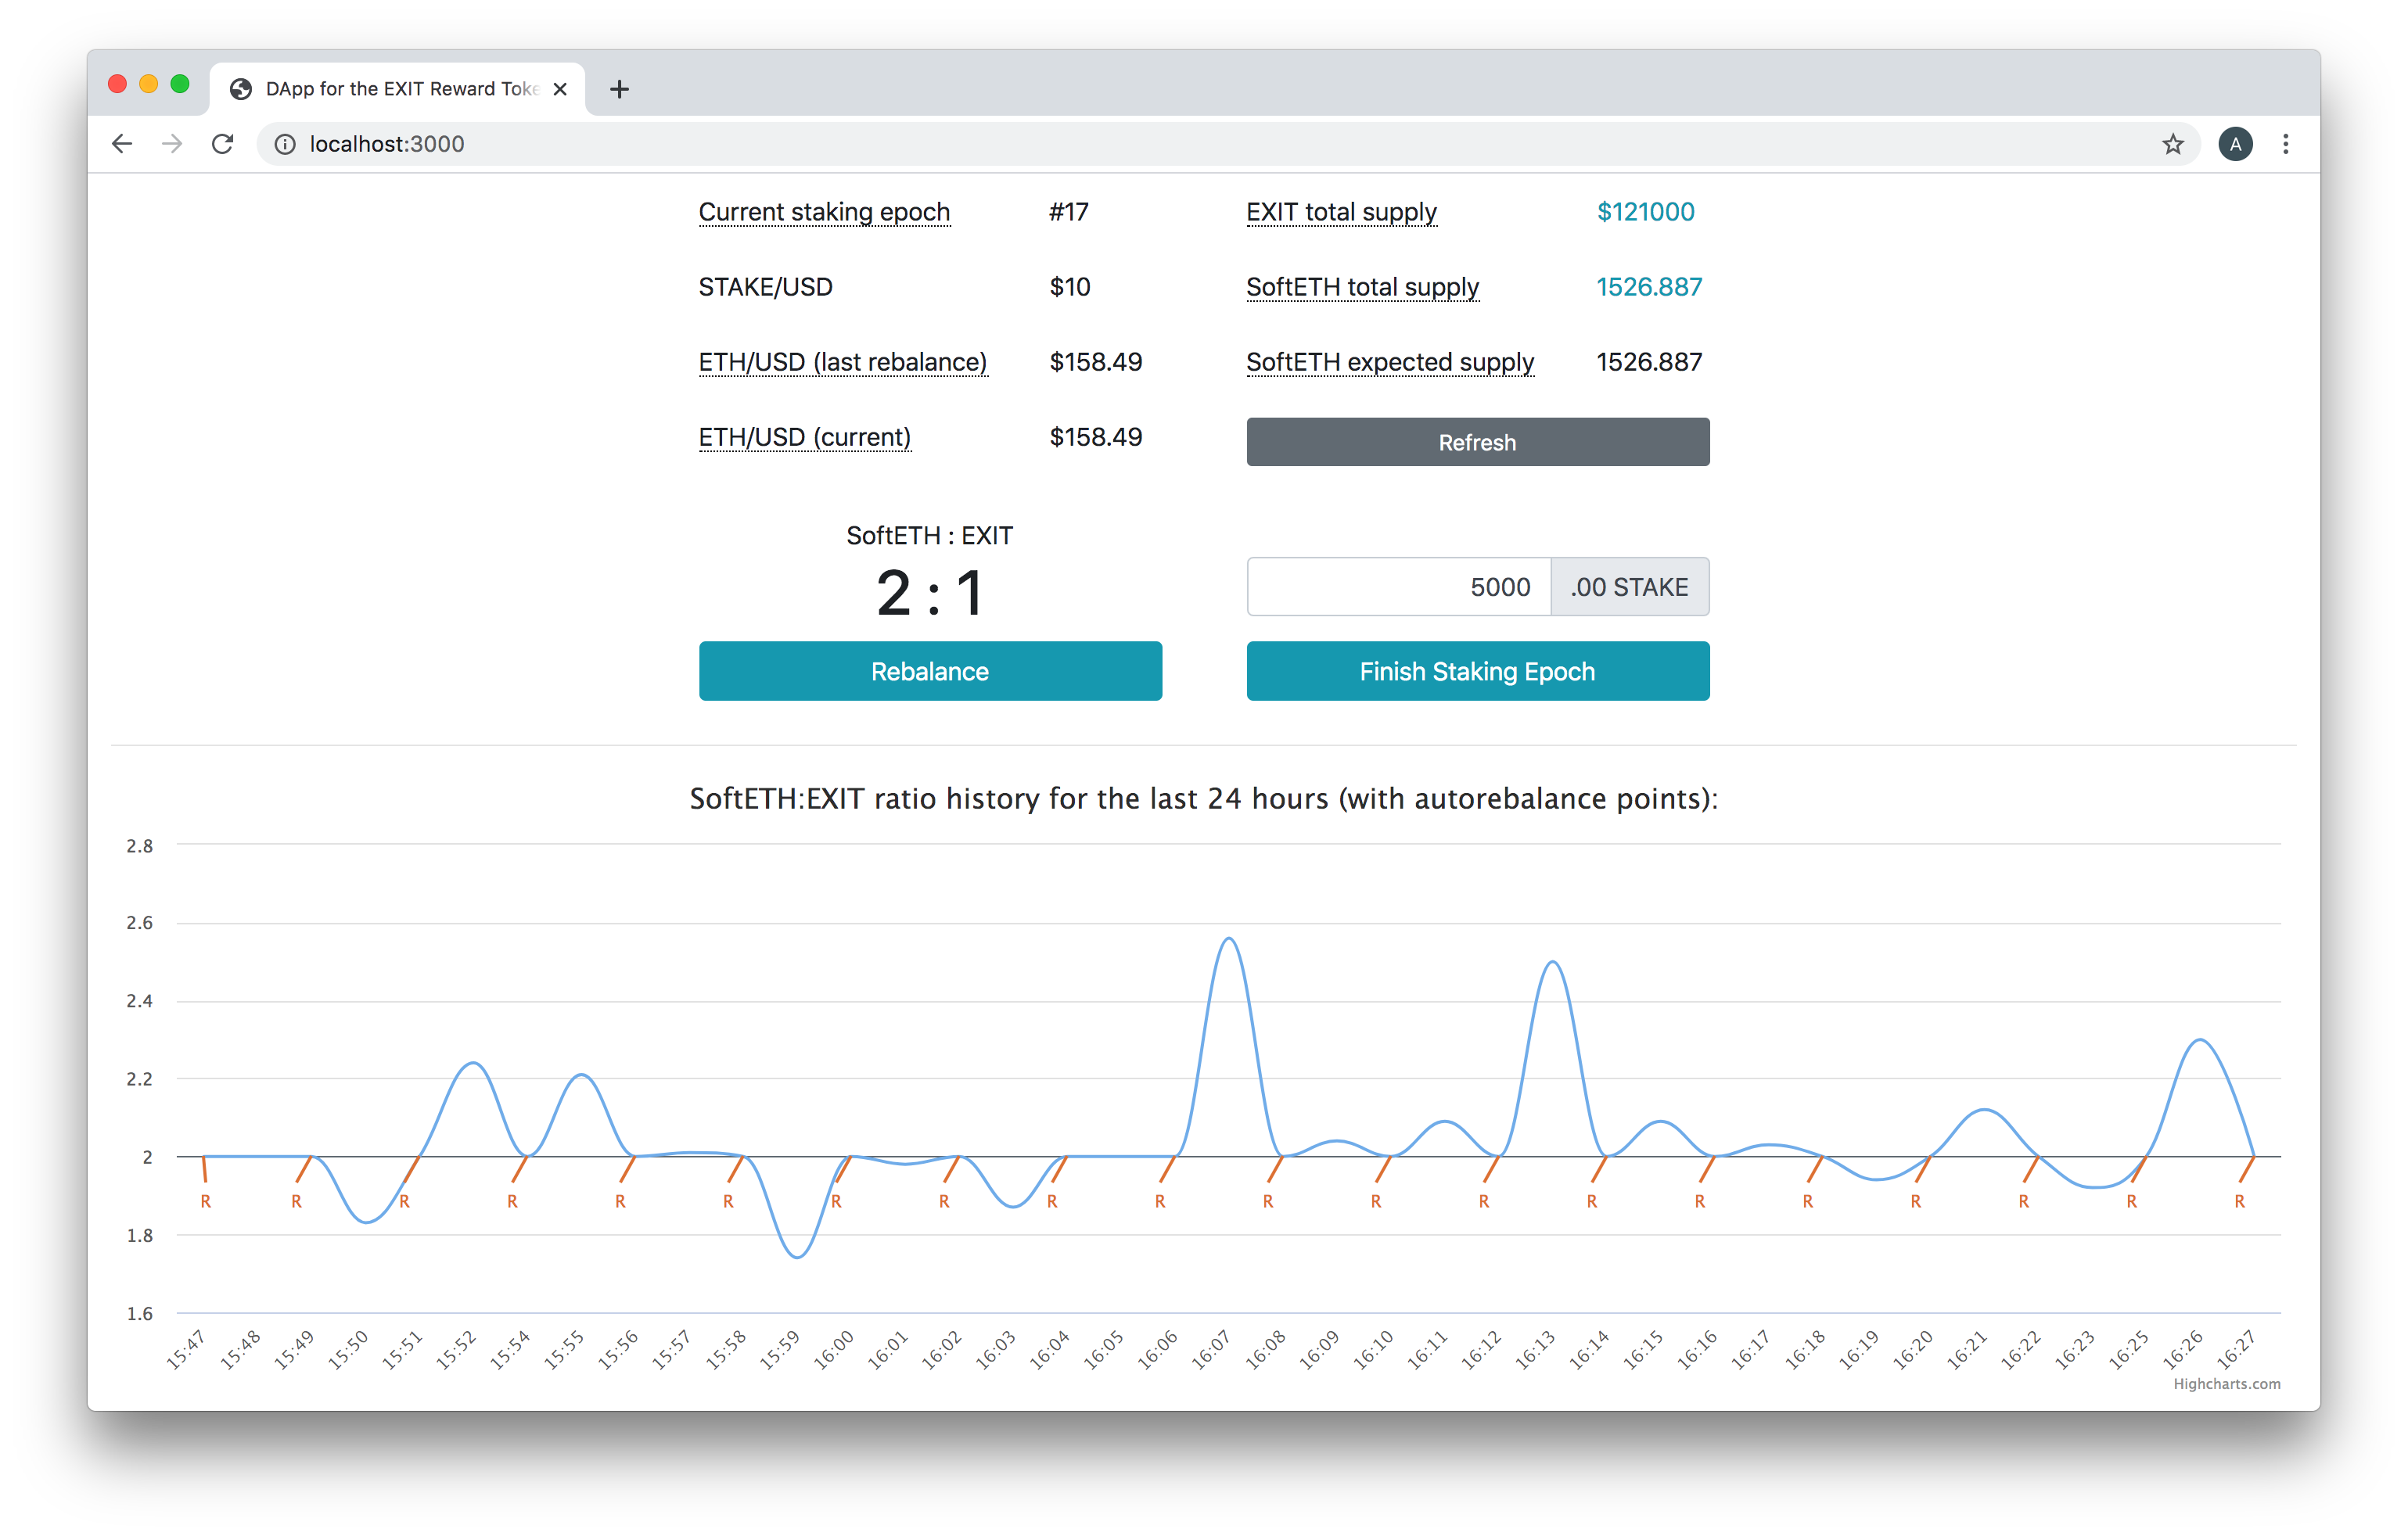 DApp for the EXIT Reward Toke
localhost:3000
A
Current staking epoch #17 EXIT total supply $121000
STAKE/USD $10 SoftETH total supply 1526.887
ETH/USD (last rebalance) $158.49 SoftETH expected supply 1526.887
ETH/USD (current) $158.49 Refresh
SoftETH : EXIT
2 : 1
5000 .00 STAKE
Rebalance Finish Staking Epoch
SoftETH:EXIT ratio history for the last 24 hours (with autorebalance points):
2.8
2.6
2.4
2.2
2
R R R R R R R R R R R R R R R R R R R R
1.8
1.6
15:47 15:48 15:49 15:50 15:51 15:52 15:54 15:55 15:56 15:57 15:58 15:59 16:00 16:01 16:02 16:03 16:04 16:05 16:06 16:07 16:08 16:09 16:10 16:11 16:12 16:13 16:14 16:15 16:16 16:17 16:18 16:19 16:20 16:21 16:22 16:23 16:25 16:26 16:27
Highcharts.com